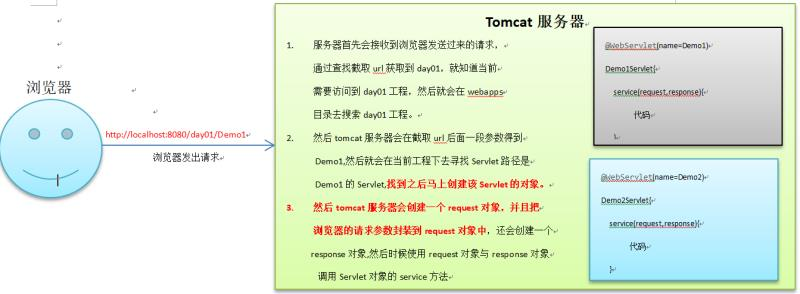 浏览器
http://localhost:8080/day01/Demo1
浏览器发出请求
Tomcat 服务器
1. 服务器首先会接收到浏览器发送过来的请求，
通过查找截取 url 获取到 day01，就知道当前
需要访问到 day01 工程，然后就会在 webapps
目录去搜索 day01 工程。
2. 然后 tomcat 服务器会在截取 url 后面一段参数得到
Demo1,然后就会在当前工程下去寻找 Servlet 路径是
Demo1 的 Servlet,找到之后马上创建该 Servlet 的对象。
3. 然后 tomcat 服务器会创建一个 request 对象，并且把
浏览器的请求参数封装到 request 对象中，还会创建一个
response 对象,然后时候使用 request 对象与 response 对象
调用 Servlet 对象的 service 方法
@WebServlet(name=Demo1)
Demo1Servlet{
service(request,response){
代码
}
@WebServlet(name=Demo2)
Demo2Servlet{
service(request,response){
代码
}